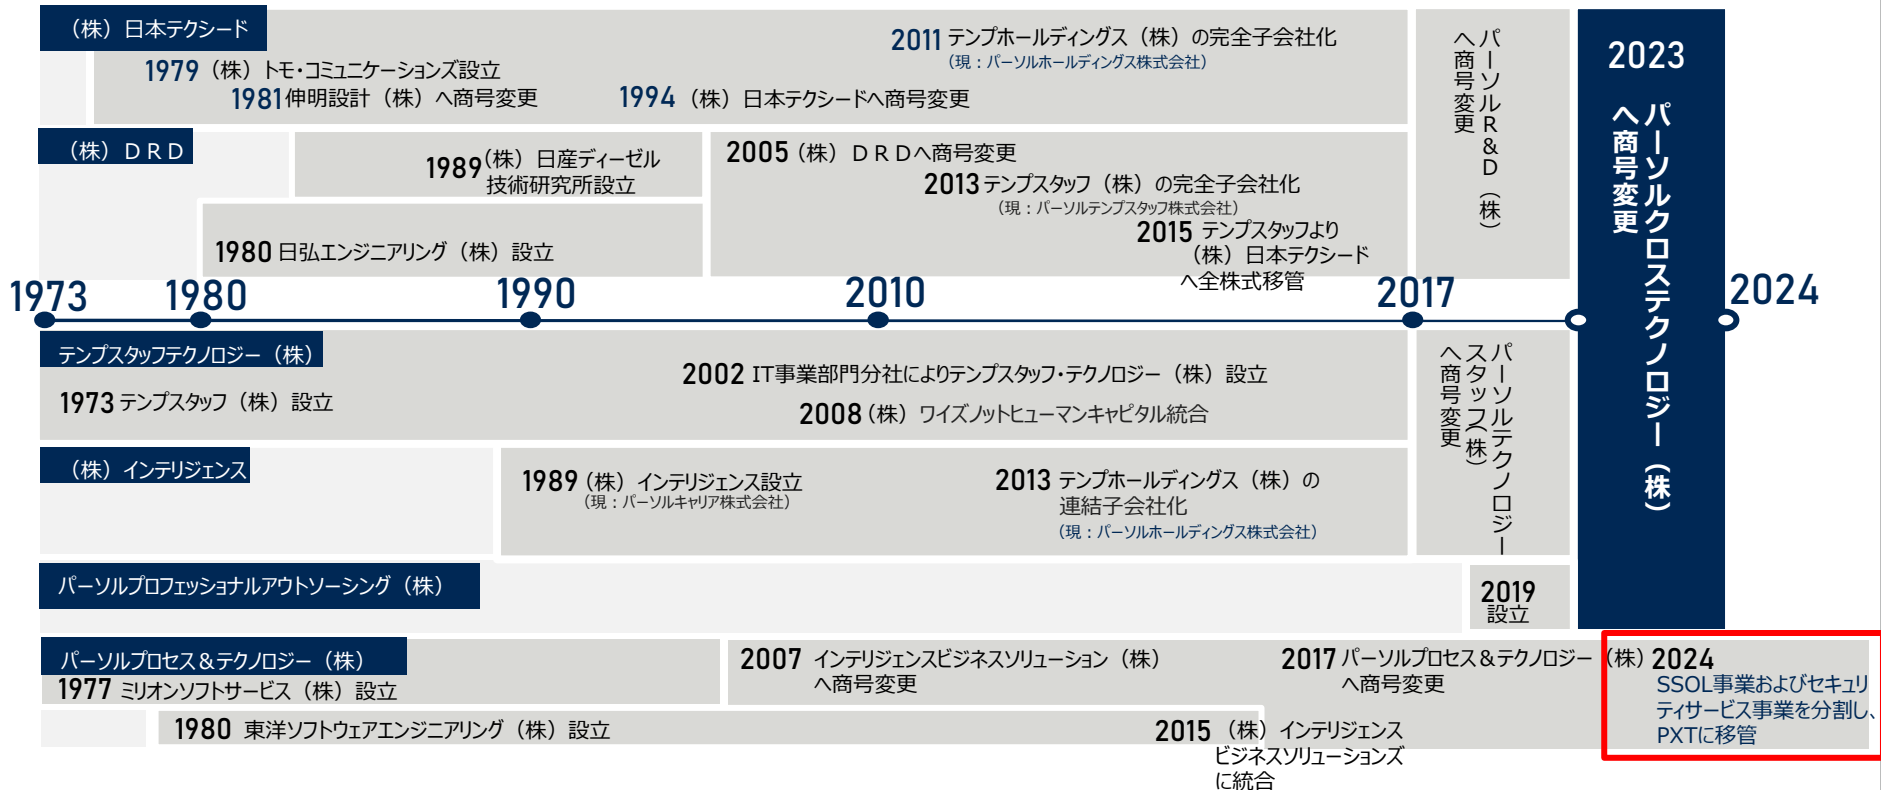 （株）日本テクシード
1979（株）トモ・コミュニケーションズ設立
1981伸明設計（株）へ商号変更
1994（株）日本テクシードへ商号変更
2011 テンプホールディングス（株）の完全子会社化
（現：パーソルホールディングス株式会社）
（株）ＤＲＤ
1989（株）日産ディーゼル
技術研究所設立
1980 日弘エンジニアリング（株）設立
2005（株）ＤＲＤへ商号変更
2013 テンプスタッフ（株）の完全子会社化
（現：パーソルテンプスタッフ株式会社）
2015 テンプスタッフより
（株）日本テクシード
へ全株式移管
パーソルR&D（株）
へ商号変更
2023
パーソルクロステクノロジー（株）
へ商号変更
1973
1980
1990
2010
2017
2024
テンプスタッフテクノロジー（株）
1973 テンプスタッフ（株）設立
2002 IT事業部門分社によりテンプスタッフ・テクノロジー（株）設立
2008（株）ワイズノットヒューマンキャピタル統合
（株）インテリジェンス
1989（株）インテリジェンス設立
（現：パーソルキャリア株式会社）
2013 テンプホールディングス（株）の
連結子会社化
（現：パーソルホールディングス株式会社）
パーソルテクノロジー
スタッフ（株）
へ商号変更
パーソルプロフェッショナルアウトソーシング（株）
2019
設立
パーソルプロセス＆テクノロジー（株）
1977 ミリオンソフトサービス（株）設立
1980 東洋ソフトウェアエンジニアリング（株）設立
2007 インテリジェンスビジネスソリューション（株）
へ商号変更
2015（株）インテリジェンス
ビジネスソリューションズ
に統合
2017 パーソルプロセス＆テクノロジー（株）
へ商号変更
2024
SSOL事業およびセキュリ
ティサービス事業を分割し、
PXTに移管